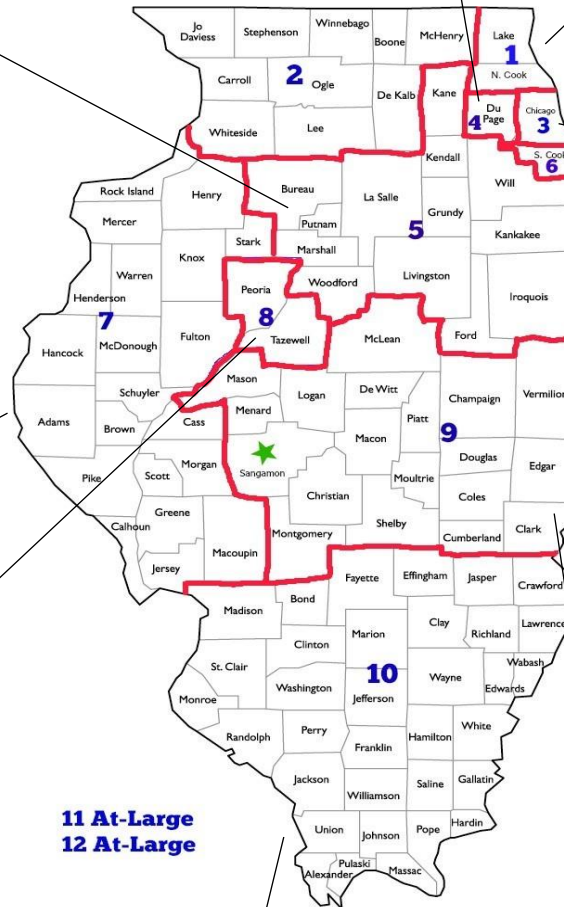 Jo
Daviess
Stephenson
Winnebago
Boone
McHenry
Lake
1
N. Cook
Carroll
2
Ogle
De Kalb
Kane
Du
Page
4
Chicago
3
Whiteside
Lee
Kendall
S. Cook
6
Will
Rock Island
Henry
Bureau
La Salle
Grundy
Mercer
Putnam
5
Kankakee
Stark
Marshall
Knox
Warren
Peoria
Woodford
Livingston
Iroquois
Henderson
7
8
Fulton
Tazewell
McLean
Ford
Hancock
McDonough
Mason
Schuyler
Logan
De Witt
Champaign
Vermilion
Adams
Brown
Cass
Menard
Piatt
9
Macon
Sangamon
Douglas
Edgar
Pike
Scott
Morgan
Moultrie
Christian
Coles
Greene
Calhoun
Shelby
Clark
Montgomery
Cumberland
Macoupin
Jersey
Fayette
Effingham
Jasper
Crawford
Madison
Bond
Clay
Lawrence
Marion
Richland
Clinton
St. Clair
Wabash
10
Wayne
Washington
Edwards
Jefferson
Monroe
White
Perry
Randolph
Hamilton
Franklin
Jackson
Saline
Gallatin
Williamson
11 At-Large
12 At-Large
Union
Johnson
Pope
Hardin
Pulaski
Alexander
Massac